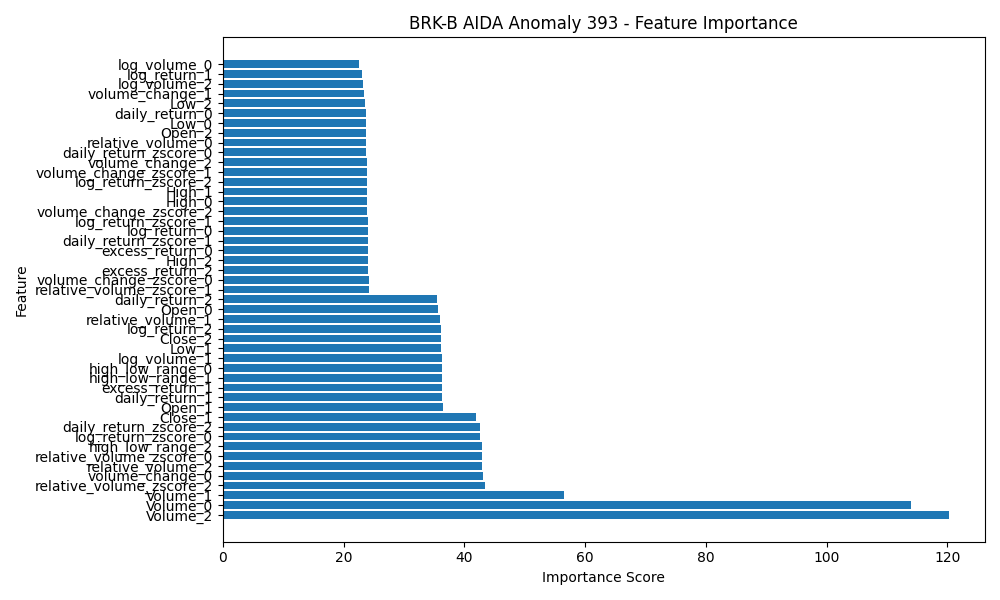 BRK-B AIDA Anomaly 393 - Feature Importance
log_volume_0
log_return_1
log_volume_2
volume_change_1
Low_2
daily_return_0
Low_0
Open_2
relative_volume_0
daily_return_zscore_0
volume_change_2
volume_change_zscore_1
log_return_zscore_2
High_1
High_0
volume_change_zscore_2
log_return_zscore_1
log_return_0
daily_return_zscore_1
excess_return_0
High_2
excess_return_2
volume_change_zscore_0
relative_volume_zscore_1
daily_return_2
Open_0
relative_volume_1
log_return_2
Close_2
Low_1
log_volume_1
high_low_range_0
high_low_range_1
excess_return_1
daily_return_1
Open_1
Close_1
daily_return_zscore_2
log_return_zscore_0
high_low_range_2
relative_volume_zscore_0
relative_volume_2
volume_change_0
relative_volume_zscore_2
Volume_1
Volume_0
Volume_2
Feature
0 20 40 60 80 100 120
Importance Score